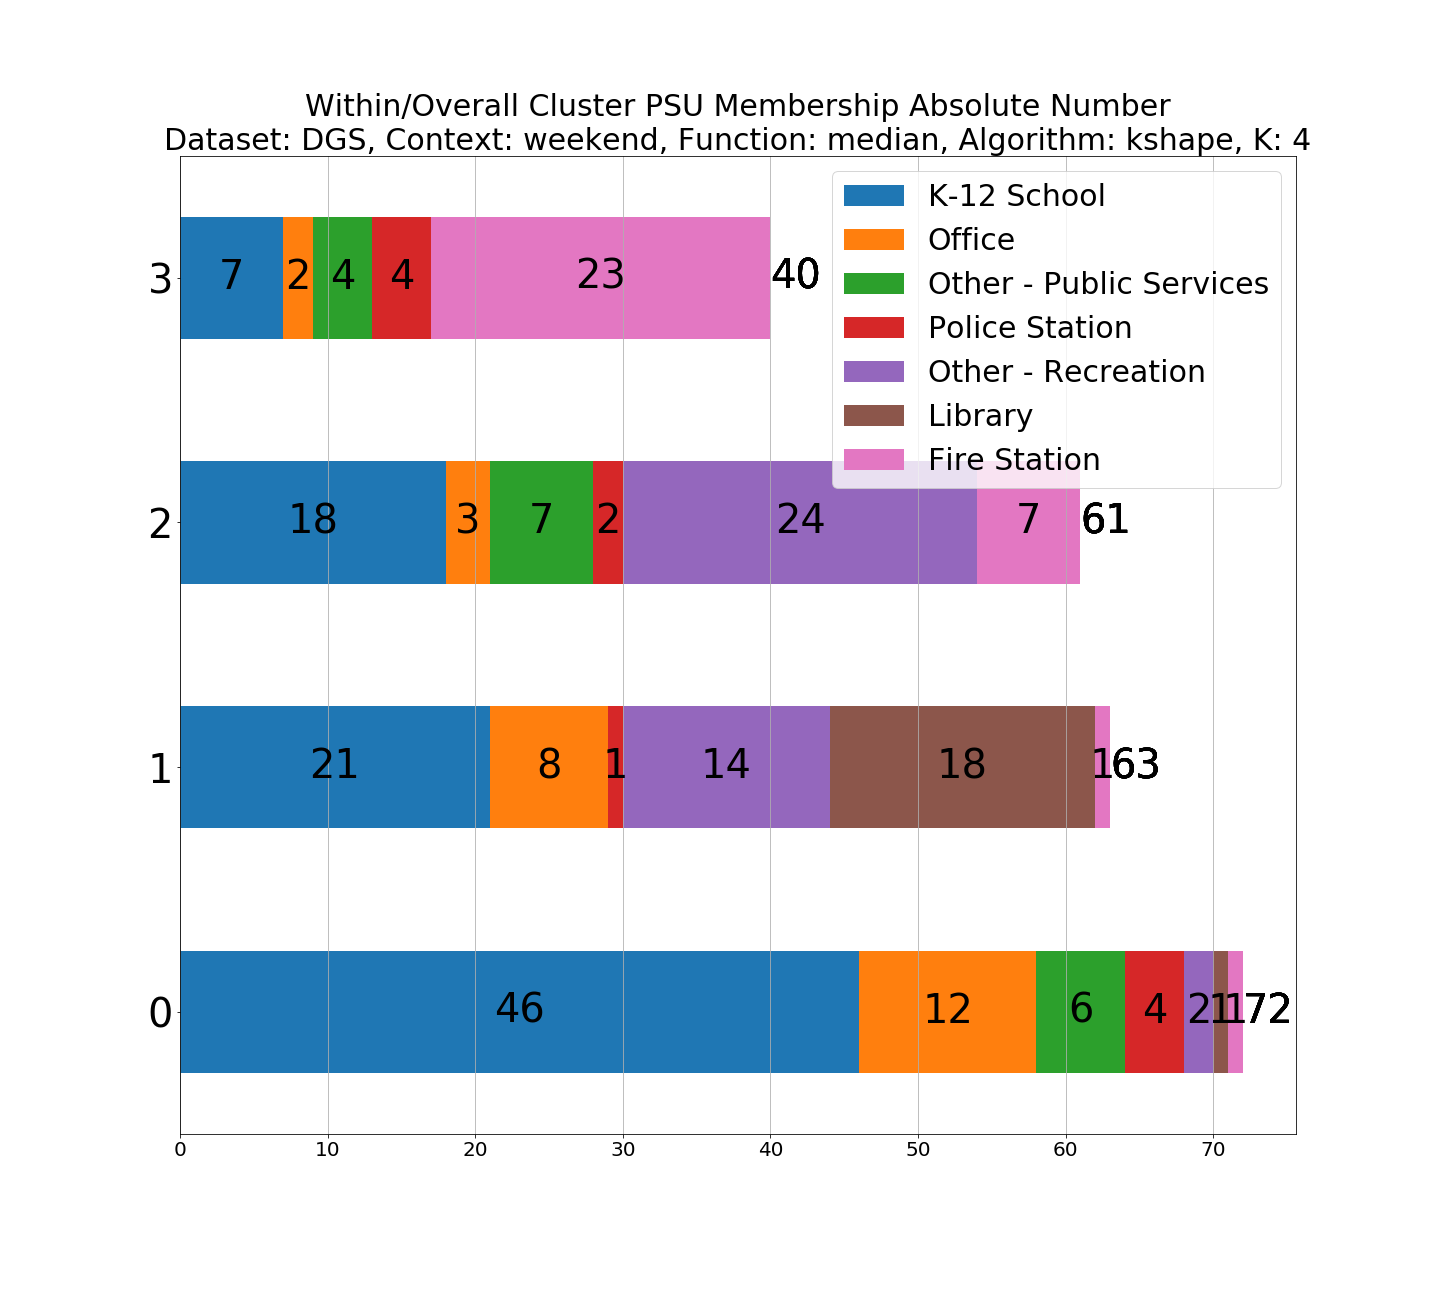 Within/Overall Cluster PSU Membership Absolute Number
Dataset: DGS, Context: weekend, Function: median, Algorithm: kshape, K: 4
K-12 School
Office
Other - Public Services
Police Station
Other - Recreation
Library
Fire Station
3 7 2 4 4 23 40
2 18 3 7 2 24 7 61
1 21 8 1 14 18 1 63
0 46 12 6 4 2 1 1 72
0 10 20 30 40 50 60 70